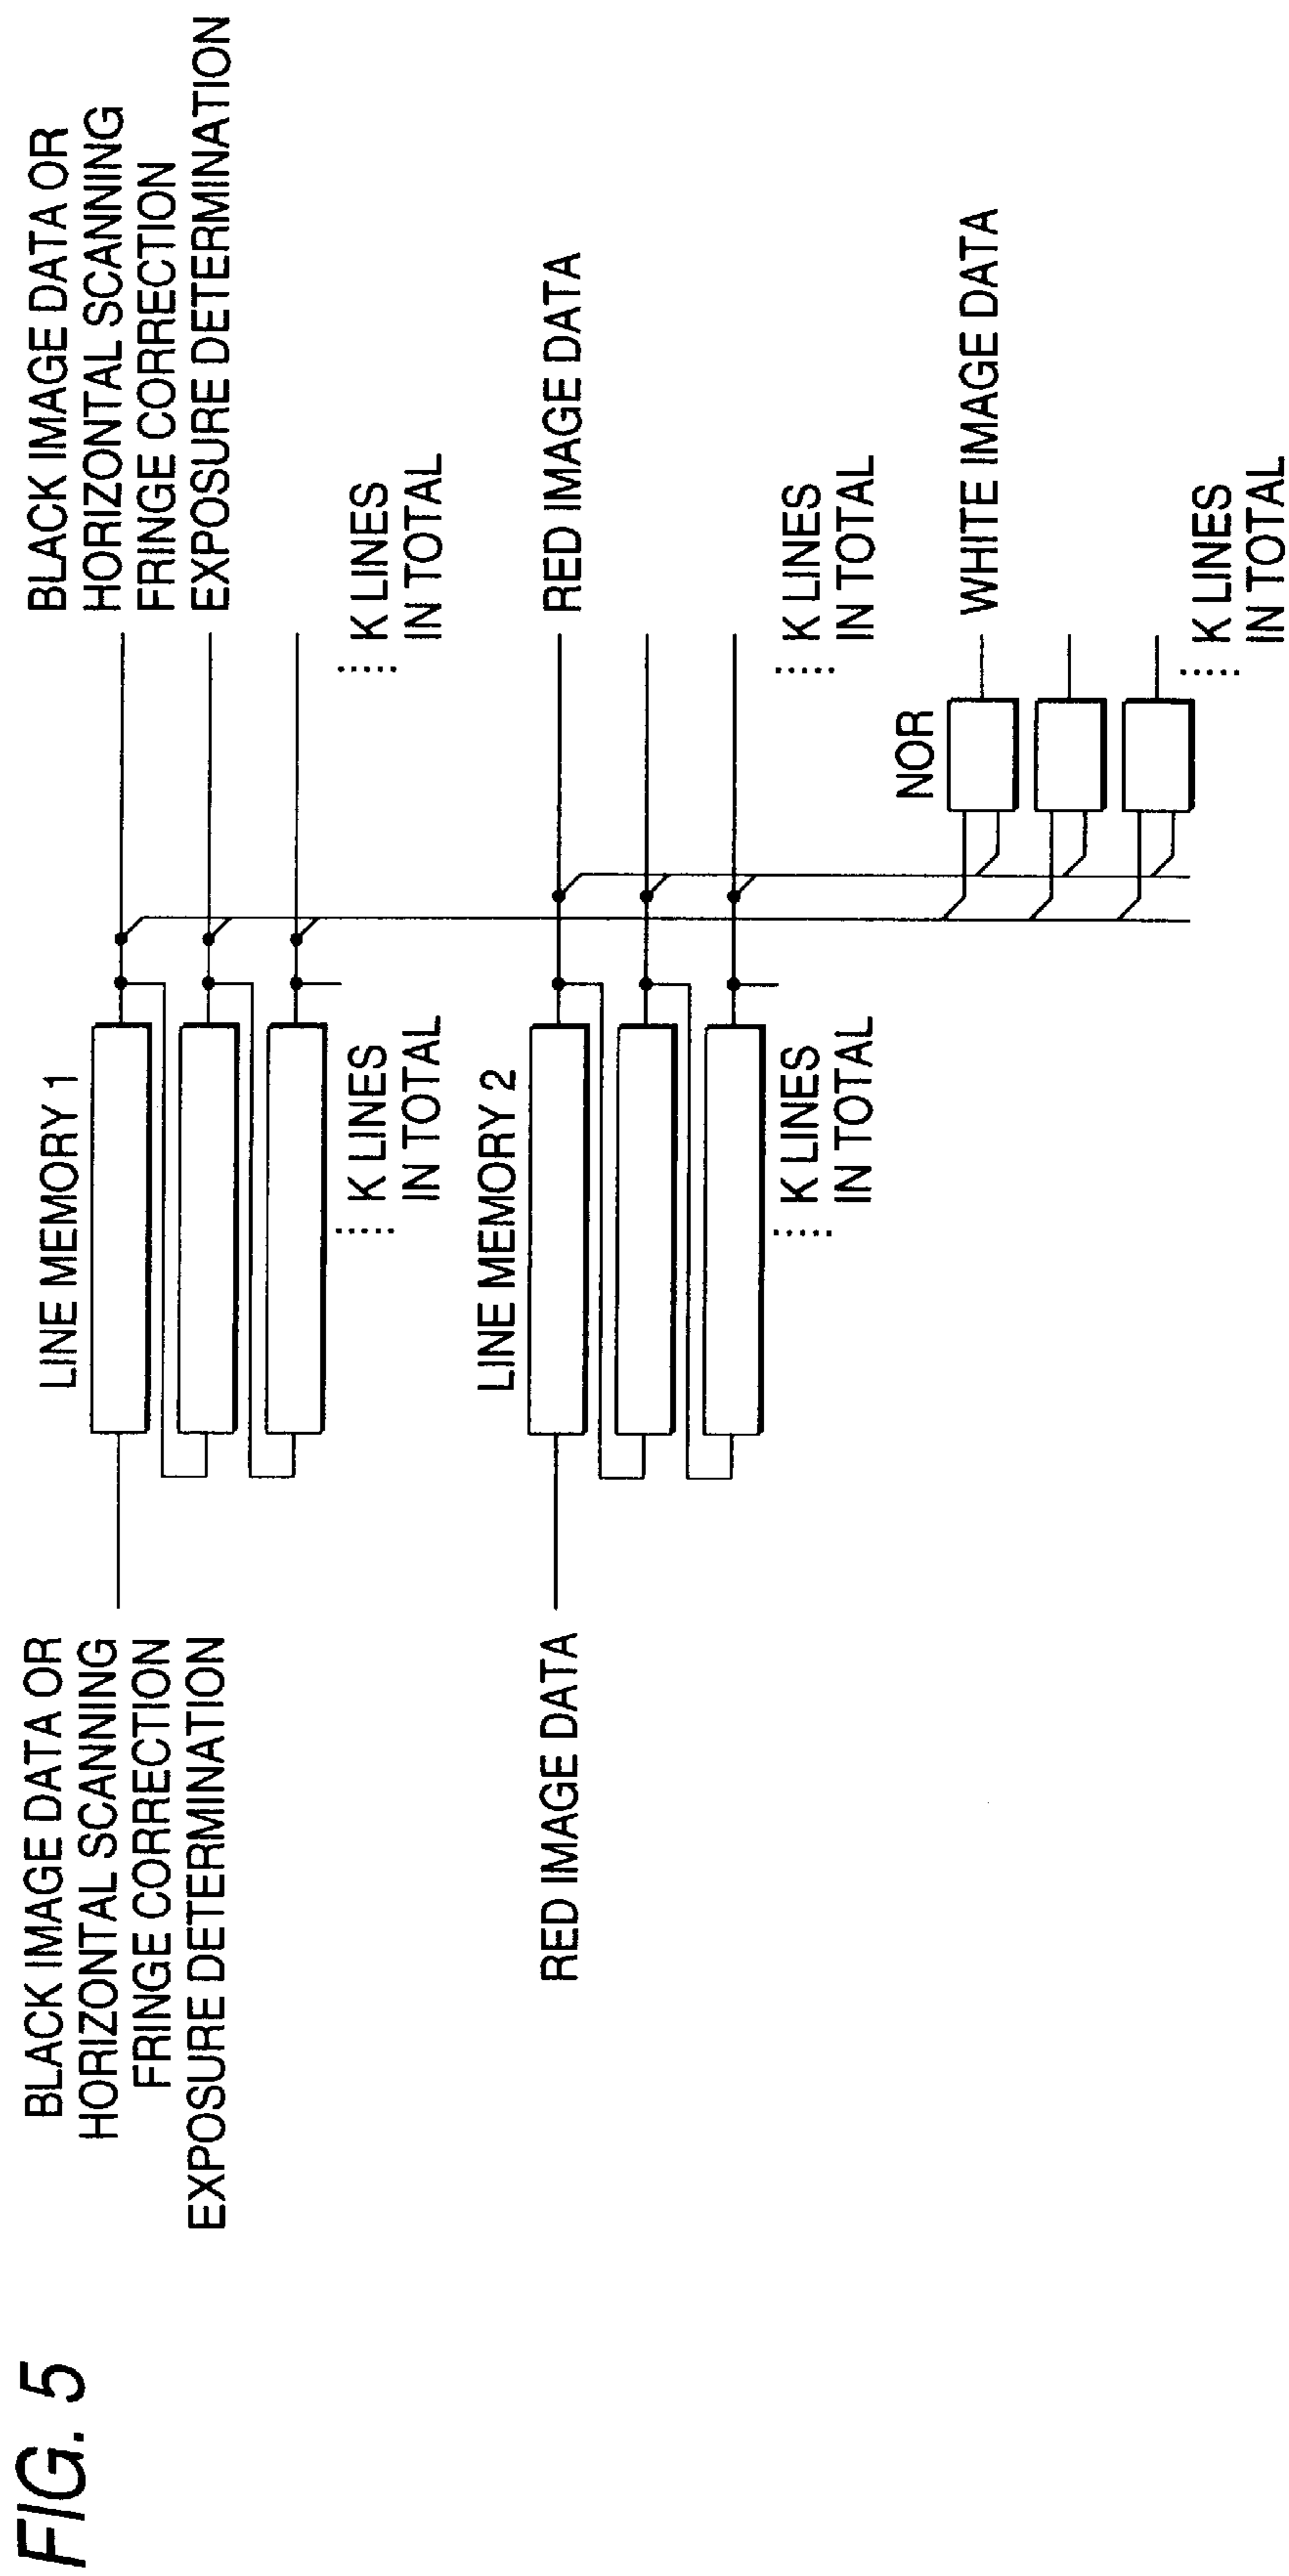 FIG. 5
BLACK IMAGE DATA OR
HORIZONTAL SCANNING
FRINGE CORRECTION
EXPOSURE DETERMINATION
LINE MEMORY 1
K LINES
IN TOTAL
BLACK IMAGE DATA OR
HORIZONTAL SCANNING
FRINGE CORRECTION
EXPOSURE DETERMINATION
K LINES
IN TOTAL
RED IMAGE DATA
LINE MEMORY 2
K LINES
IN TOTAL
RED IMAGE DATA
K LINES
IN TOTAL
NOR
WHITE IMAGE DATA
K LINES
IN TOTAL